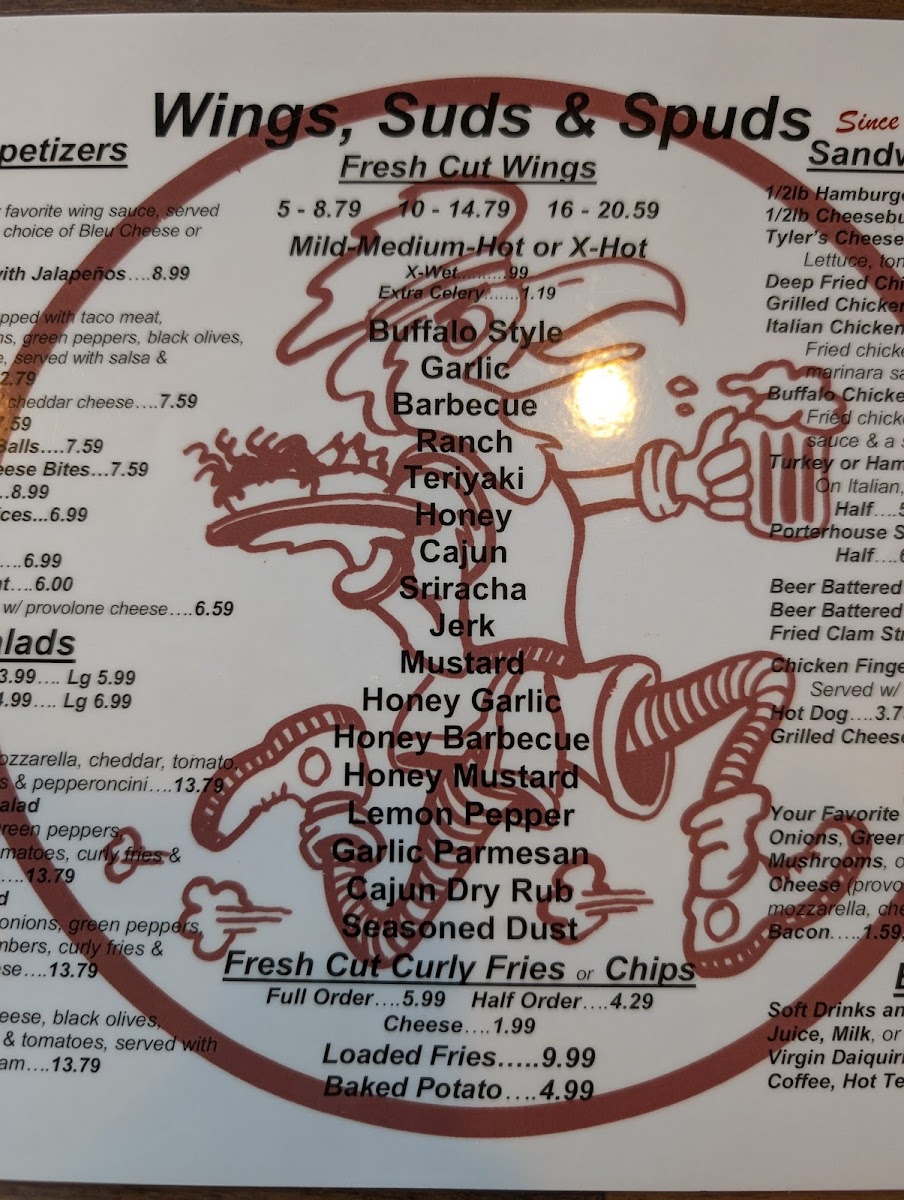 Wings, Suds & Spuds
Since
petizers
favorite wing sauce, served
choice of Bleu Cheese or
with Jalapeños....8.99
pped with taco meat,
ns, green peppers, black olives,
e, served with salsa &
2.79
cheddar cheese....7.59
.59
Balls....7.59
eese Bites...7.59
..8.99
ices...6.99
....6.99
at....6.00
w/ provolone cheese....6.59
alads
3.99.... Lg 5.99
4.99.... Lg 6.99
ozzarella, cheddar, tomato,
s & pepperoncini....13.79
alad
green peppers,
matoes, curly fries &
....13.79
d
onions, green peppers,
mbers, curly fries &
se....13.79
eese, black olives,
& tomatoes, served with
am....13.79
Fresh Cut Wings
5 - 8.79 10 - 14.79 16 - 20.59
Mild-Medium-Hot or X-Hot
X-Wet..........99
Extra Celery.......1.19
Buffalo Style
Garlic
Barbecue
Ranch
Teriyaki
Honey
Cajun
Sriracha
Jerk
Mustard
Honey Garlic
Honey Barbecue
Honey Mustard
Lemon Pepper
Garlic Parmesan
Cajun Dry Rub
Seasoned Dust
Fresh Cut Curly Fries or Chips
Full Order....5.99 Half Order....4.29
Cheese....1.99
Loaded Fries.....9.99
Baked Potato....4.99
Sandw
1/2lb Hamburge
1/2lb Cheesebu
Tyler's Cheese
Lettuce, ton
Deep Fried Chi
Grilled Chicken
Italian Chicken
Fried chicke
marinara sa
Buffalo Chicke
Fried chick
sauce & a s
Turkey or Ham
On Italian,
Half....5
Porterhouse S
Half....6
Beer Battered
Beer Battered
Fried Clam Str
Chicken Finge
Served w/
Hot Dog....3.7
Grilled Cheese
Your Favorite
Onions, Green
Mushrooms, o
Cheese (provo
mozzarella, che
Bacon.....1.59,
Soft Drinks an
Juice, Milk, or
Virgin Daiquiri
Coffee, Hot Te